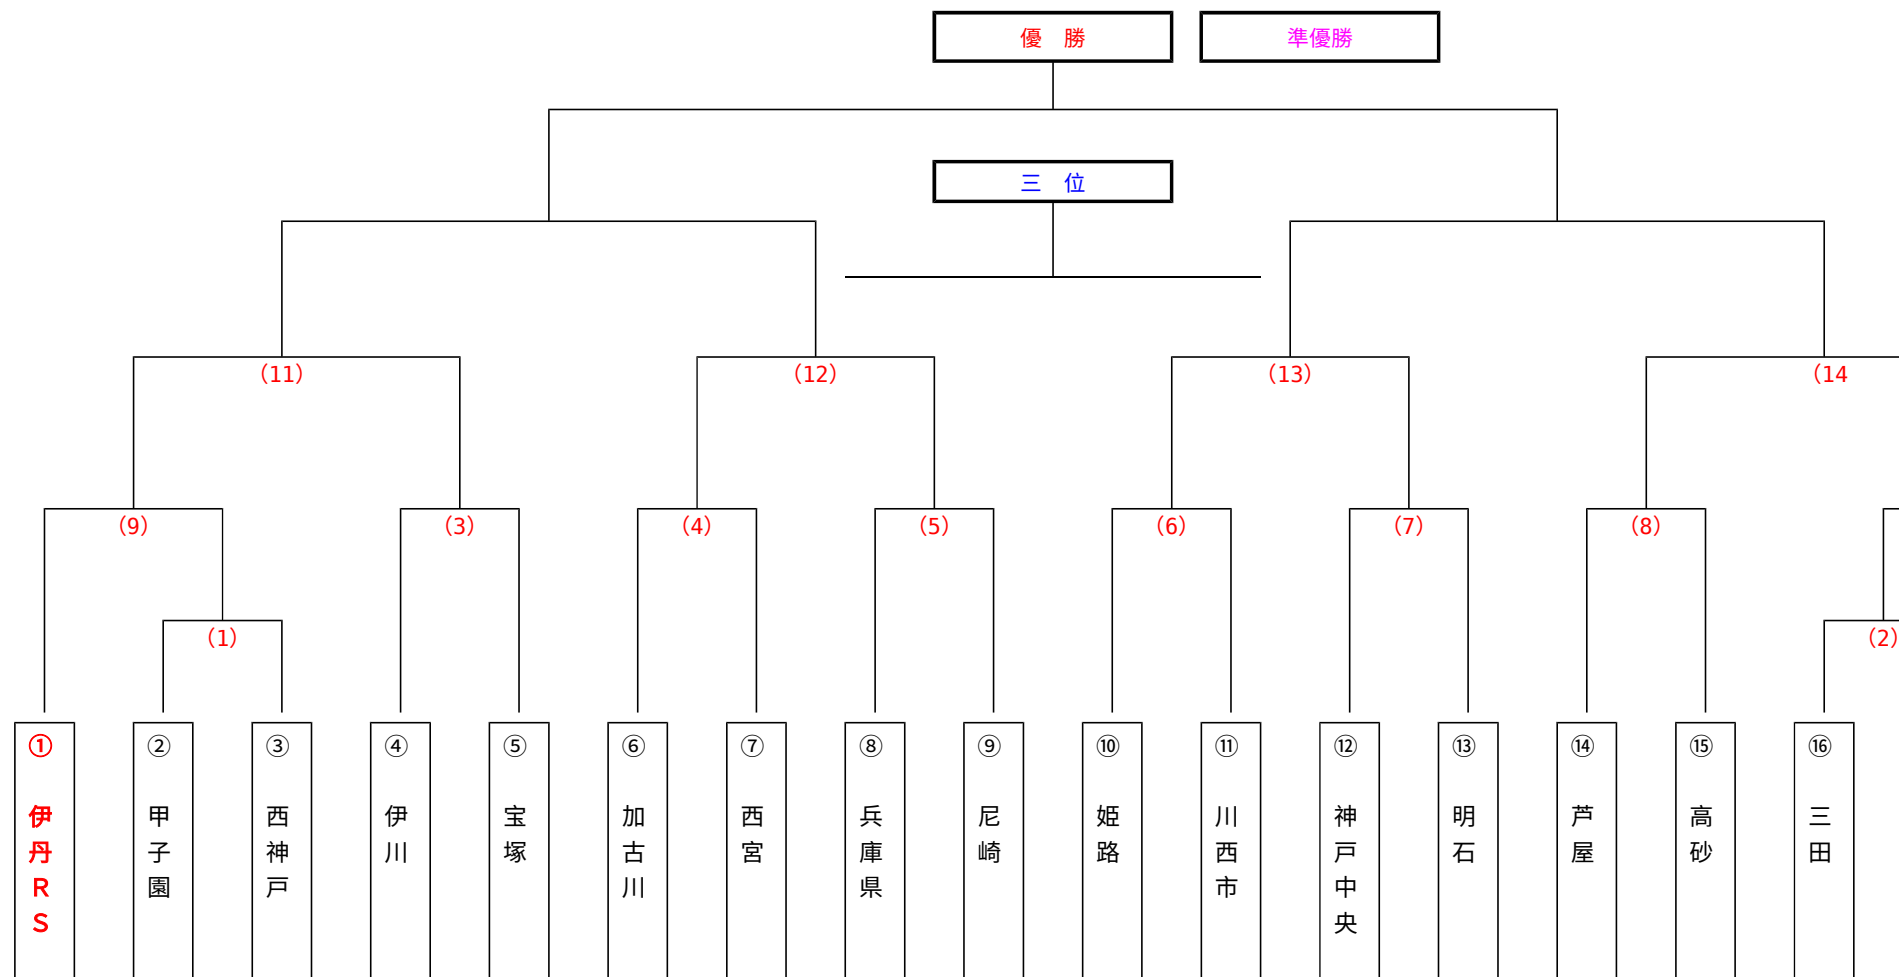 優　勝
準優勝
三　位
(11)
(12)
(13)
(14
(9)
(3)
(4)
(5)
(6)
(7)
(8)
(1)
(2)
① 伊丹ＲＳ
② 甲子園
③ 西神戸
④ 伊川
⑤ 宝塚
⑥ 加古川
⑦ 西宮
⑧ 兵庫県
⑨ 尼崎
⑩ 姫路
⑪ 川西市
⑫ 神戸中央
⑬ 明石
⑭ 芦屋
⑮ 高砂
⑯ 三田